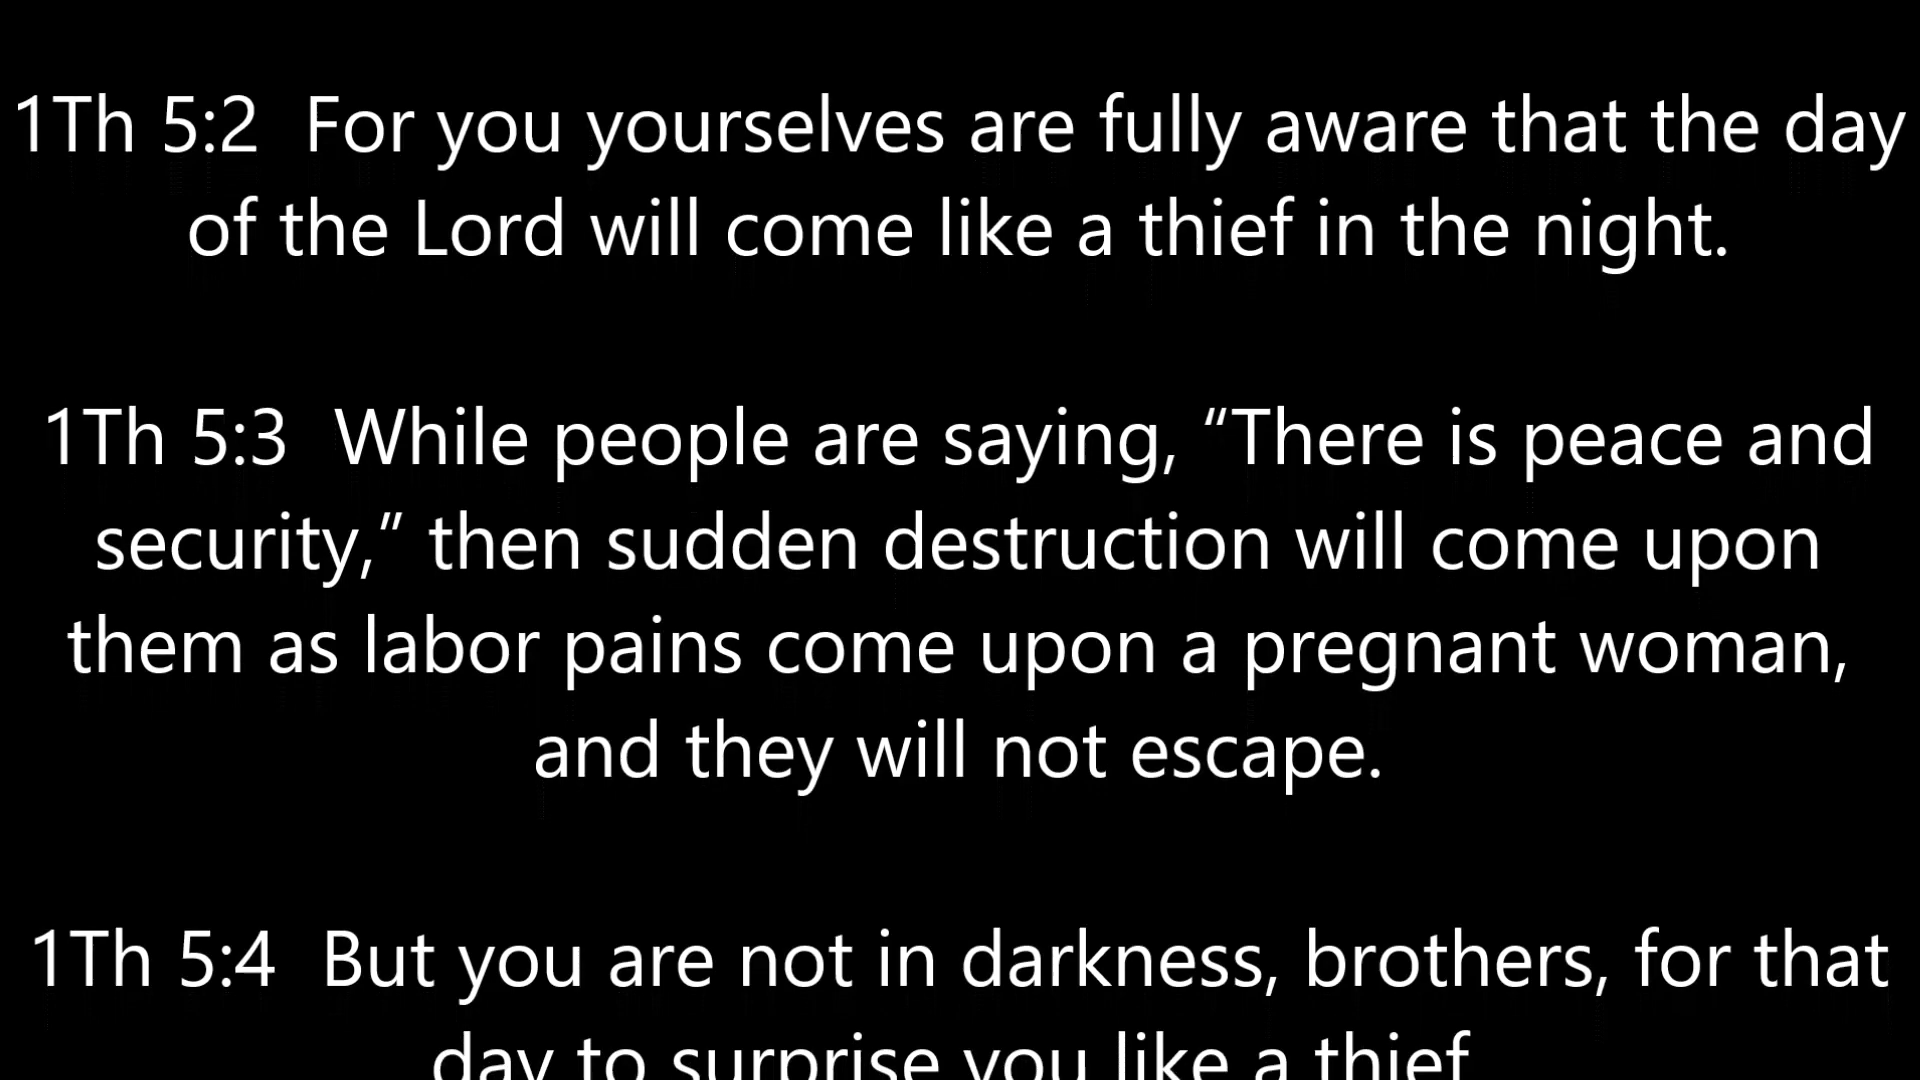 1Th 5:2  For you yourselves are fully aware that the day
of the Lord will come like a thief in the night.
1Th 5:3  While people are saying, “There is peace and
security,” then sudden destruction will come upon
them as labor pains come upon a pregnant woman,
and they will not escape.
1Th 5:4  But you are not in darkness, brothers, for that
day to surprise you like a thief